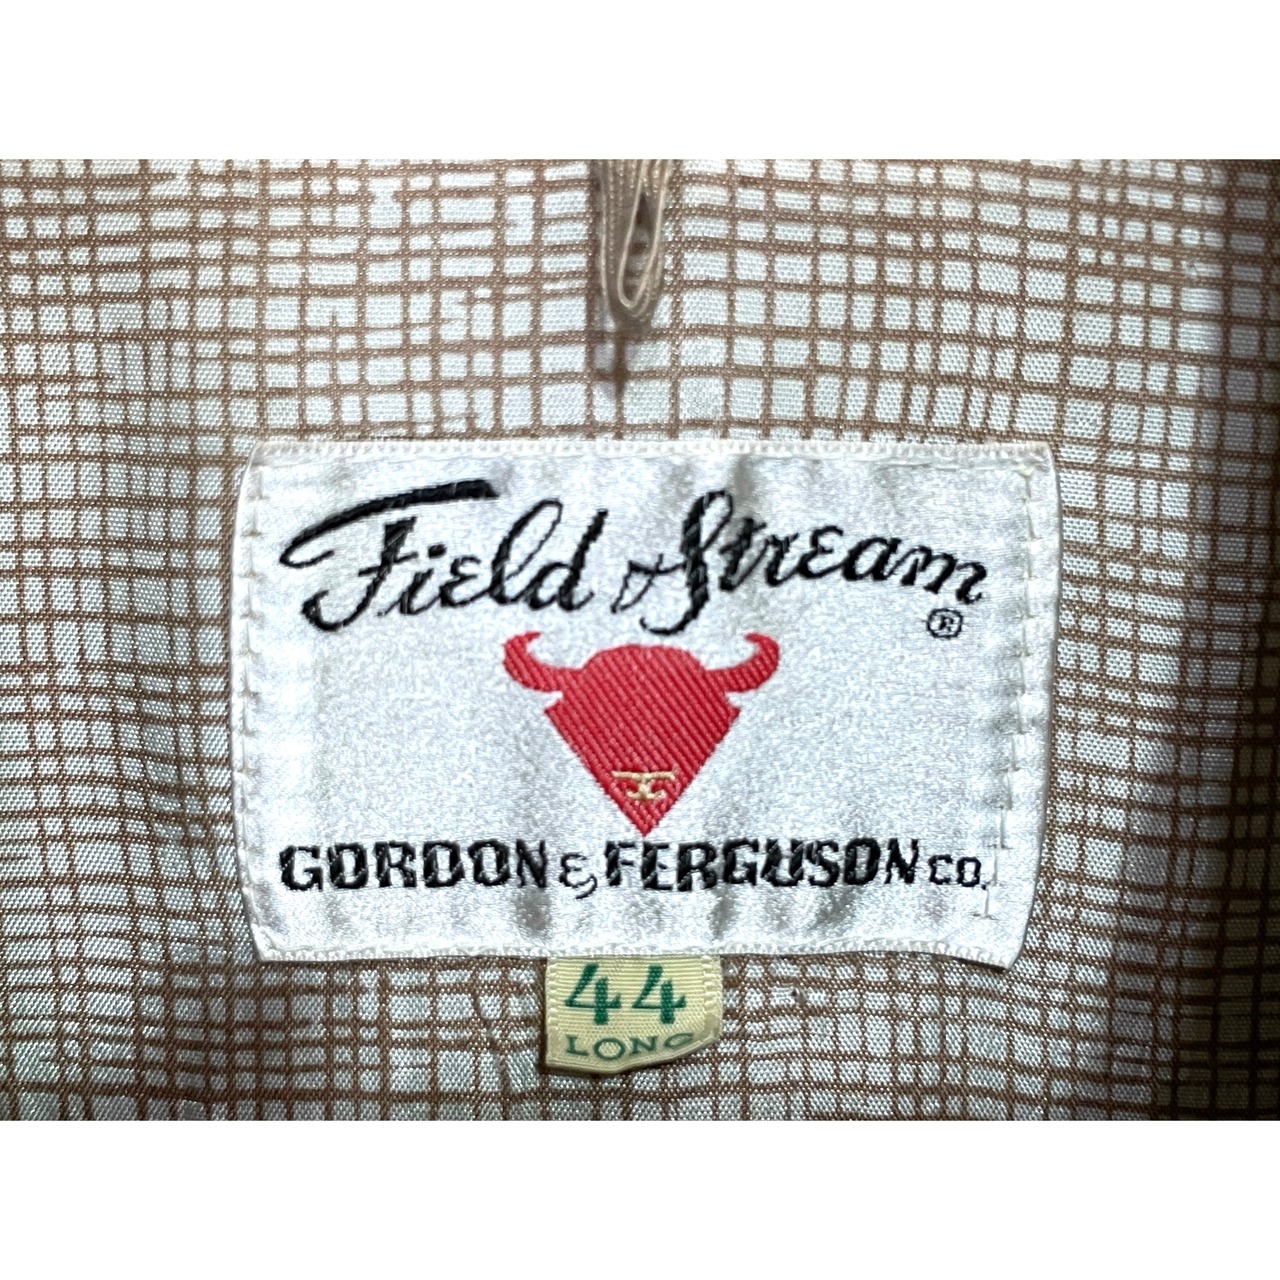 Field & Stream
®
GORDON & FERGUSON CO.
44
LONG